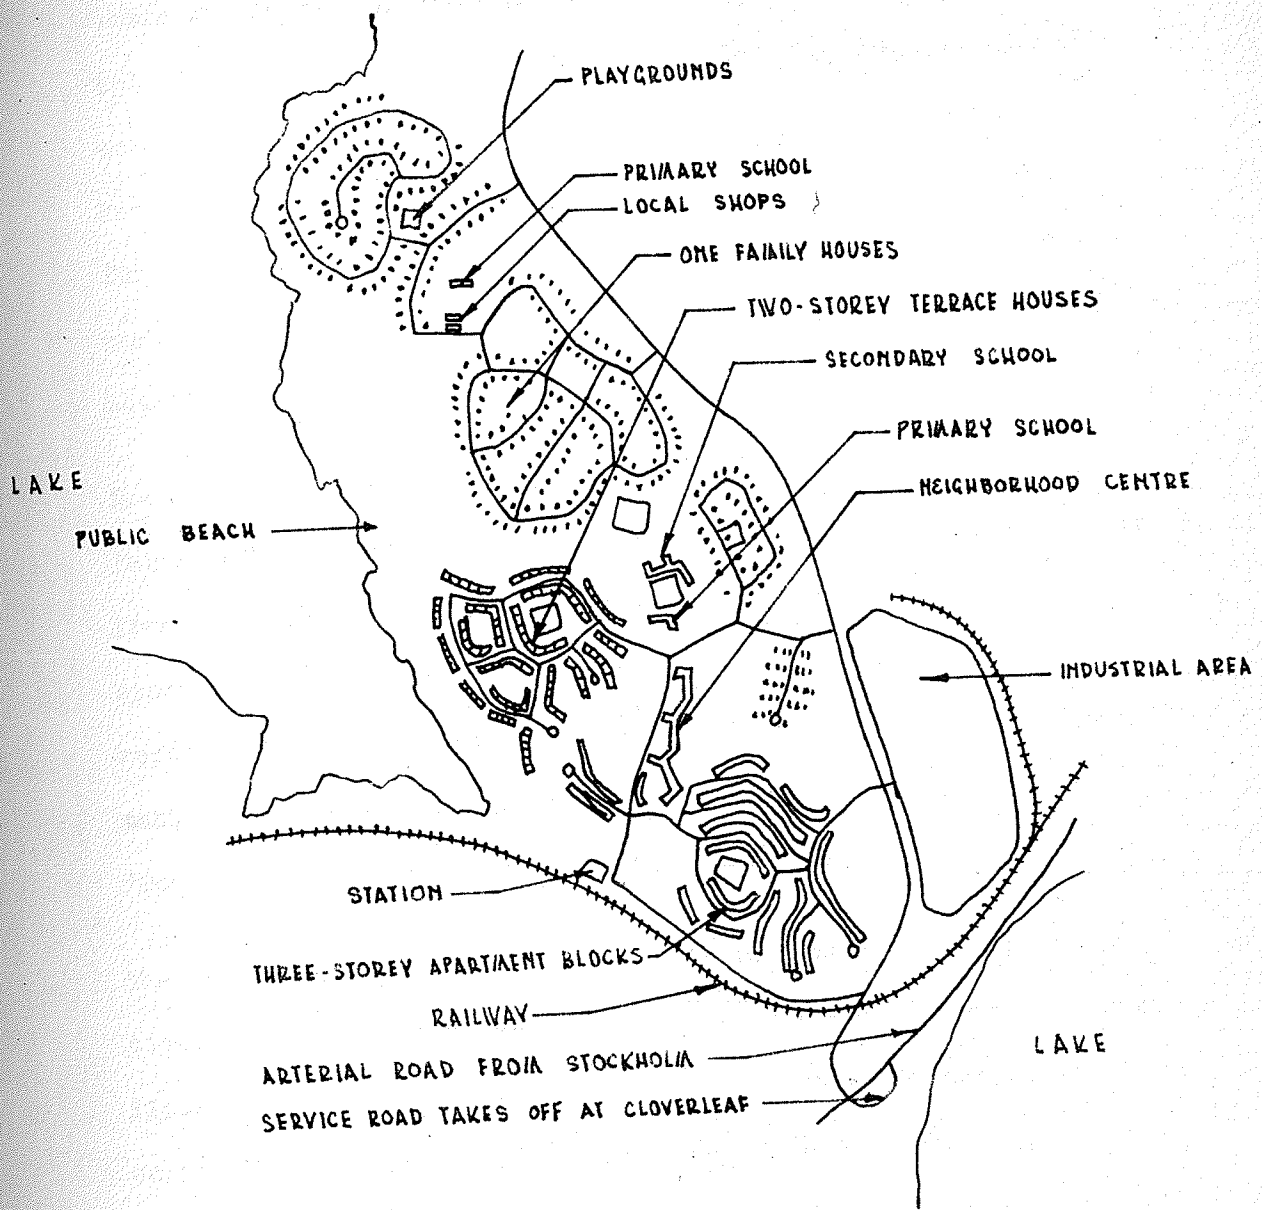 PLAYGROUNDS
PRIMARY SCHOOL
LOCAL SHOPS
ONE FAMILY HOUSES
TWO-STOREY TERRACE HOUSES
SECONDARY SCHOOL
PRIMARY SCHOOL
NEIGHBORHOOD CENTRE
LAKE
PUBLIC BEACH
INDUSTRIAL AREA
STATION
THREE-STOREY APARTMENT BLOCKS
RAILWAY
ARTERIAL ROAD FROM STOCKHOLM
LAKE
SERVICE ROAD TAKES OFF AT CLOVERLEAF